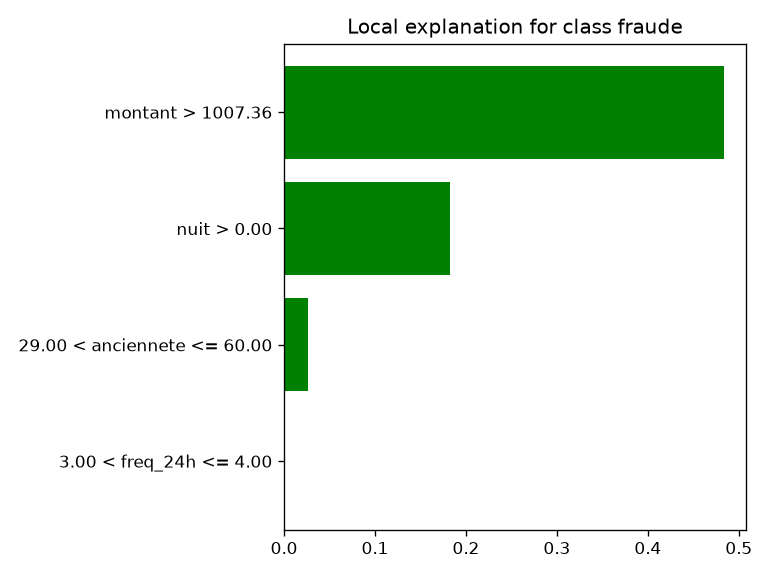 Local explanation for class fraude
montant > 1007.36
nuit > 0.00
29.00 < anciennete <= 60.00
3.00 < freq_24h <= 4.00
0.0 0.1 0.2 0.3 0.4 0.5